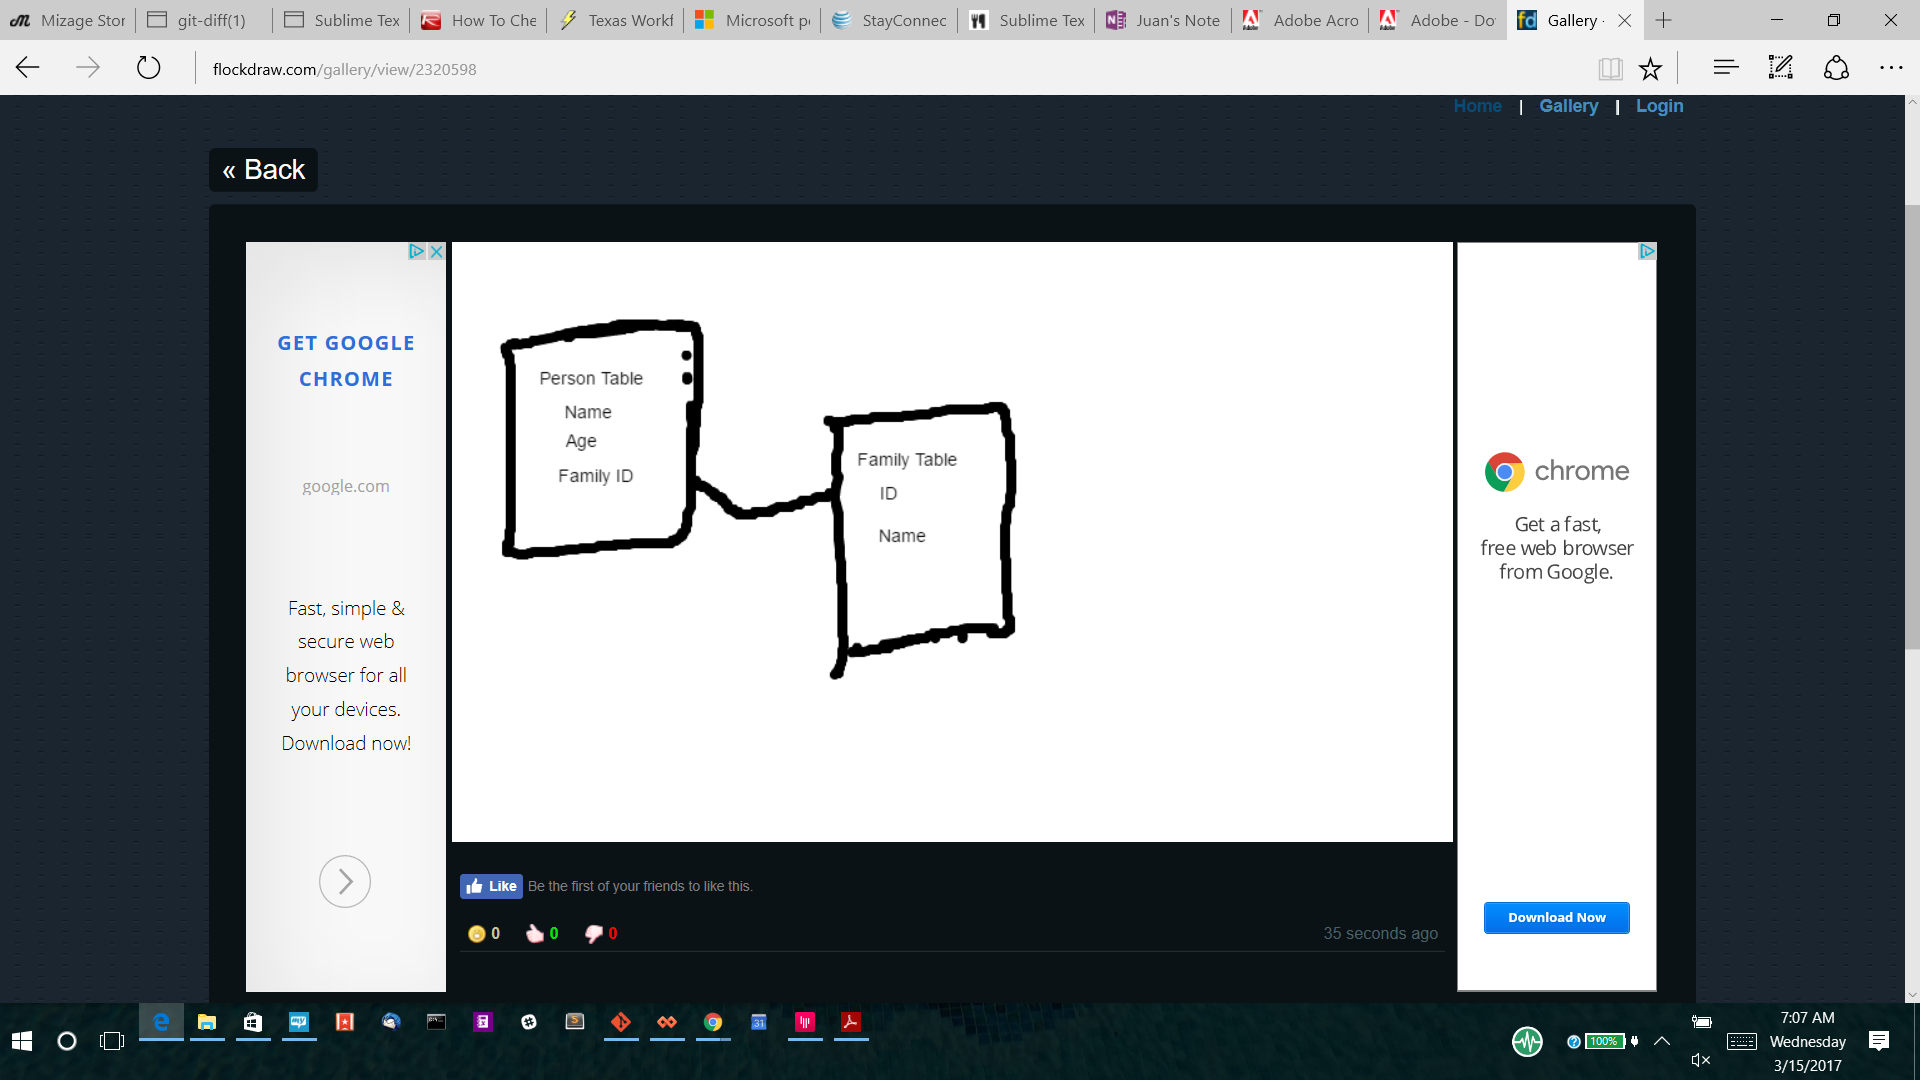 Mizage Stor
git-diff(1)
Sublime Tex
How To Che
Texas Workf
Microsoft p
StayConnec
Sublime Tex
Juan's Note
Adobe Acro
Adobe - Do
Gallery -
flockdraw.com/gallery/view/2320598
Home | Gallery | Login
« Back
GET GOOGLE
CHROME
google.com
Fast, simple &
secure web
browser for all
your devices.
Download now!
Person Table
Name
Age
Family ID
Family Table
ID
Name
chrome
Get a fast,
free web browser
from Google.
Download Now
Like Be the first of your friends to like this.
0 0 0
35 seconds ago
31
100%
7:07 AM
Wednesday
3/15/2017